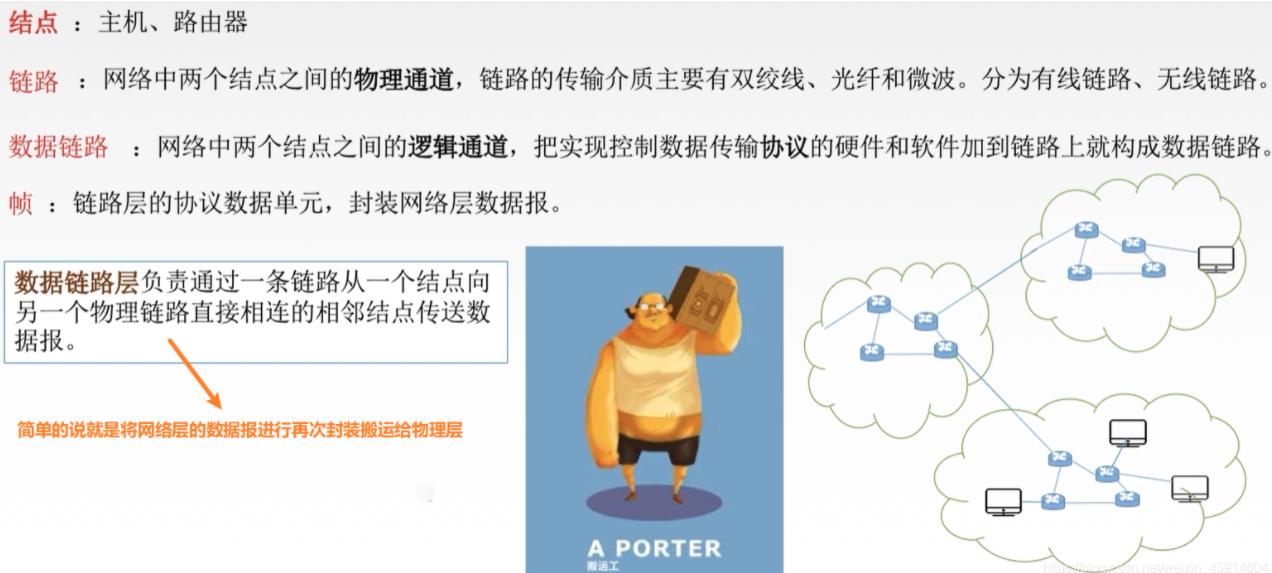 结点 ：主机、路由器
链路 ：网络中两个结点之间的物理通道，链路的传输介质主要有双绞线、光纤和微波。分为有线链路、无线链路。
数据链路 ：网络中两个结点之间的逻辑通道，把实现控制数据传输协议的硬件和软件加到链路上就构成数据链路。
帧 ：链路层的协议数据单元，封装网络层数据报。
数据链路层负责通过一条链路从一个结点向
另一个物理链路直接相连的相邻结点传送数
据报。
简单的说就是将网络层的数据报进行再次封装搬运给物理层
A PORTER
搬运工
https://blog.csdn.net/weixin_43914604